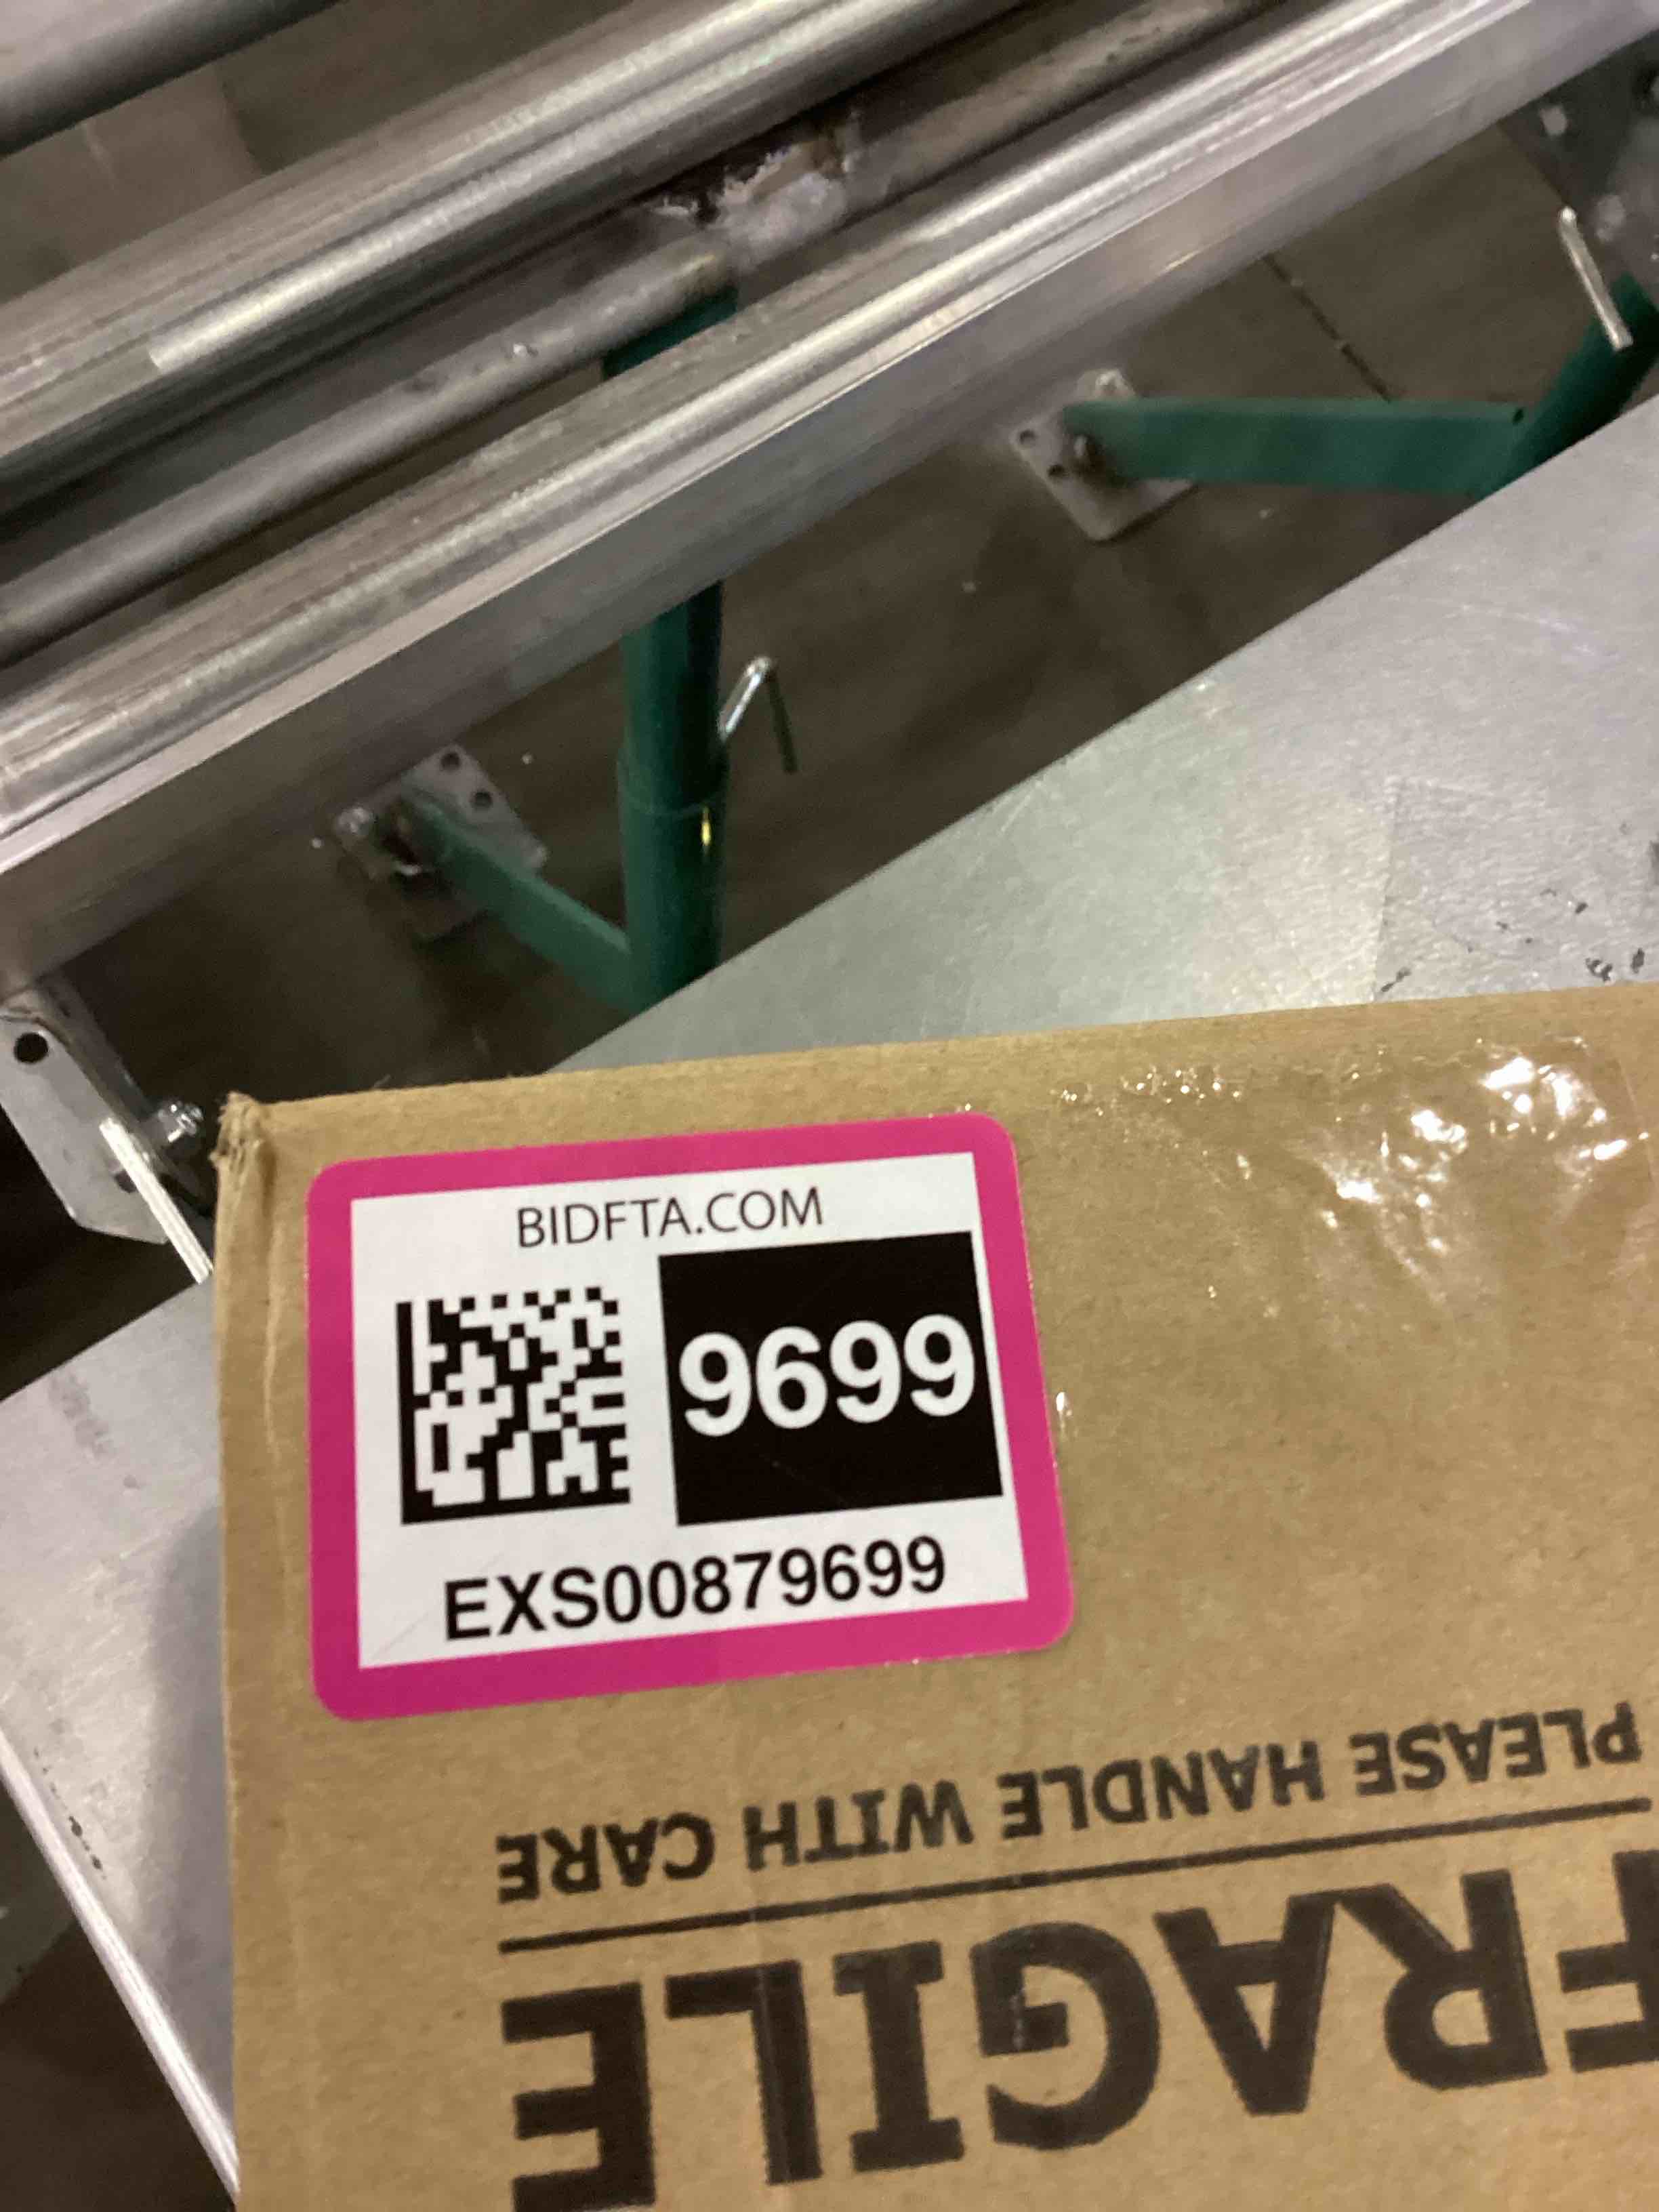 BIDFTA.COM
9699
EXS00879699
PLEASE HANDLE WITH CARE
FRAGILE